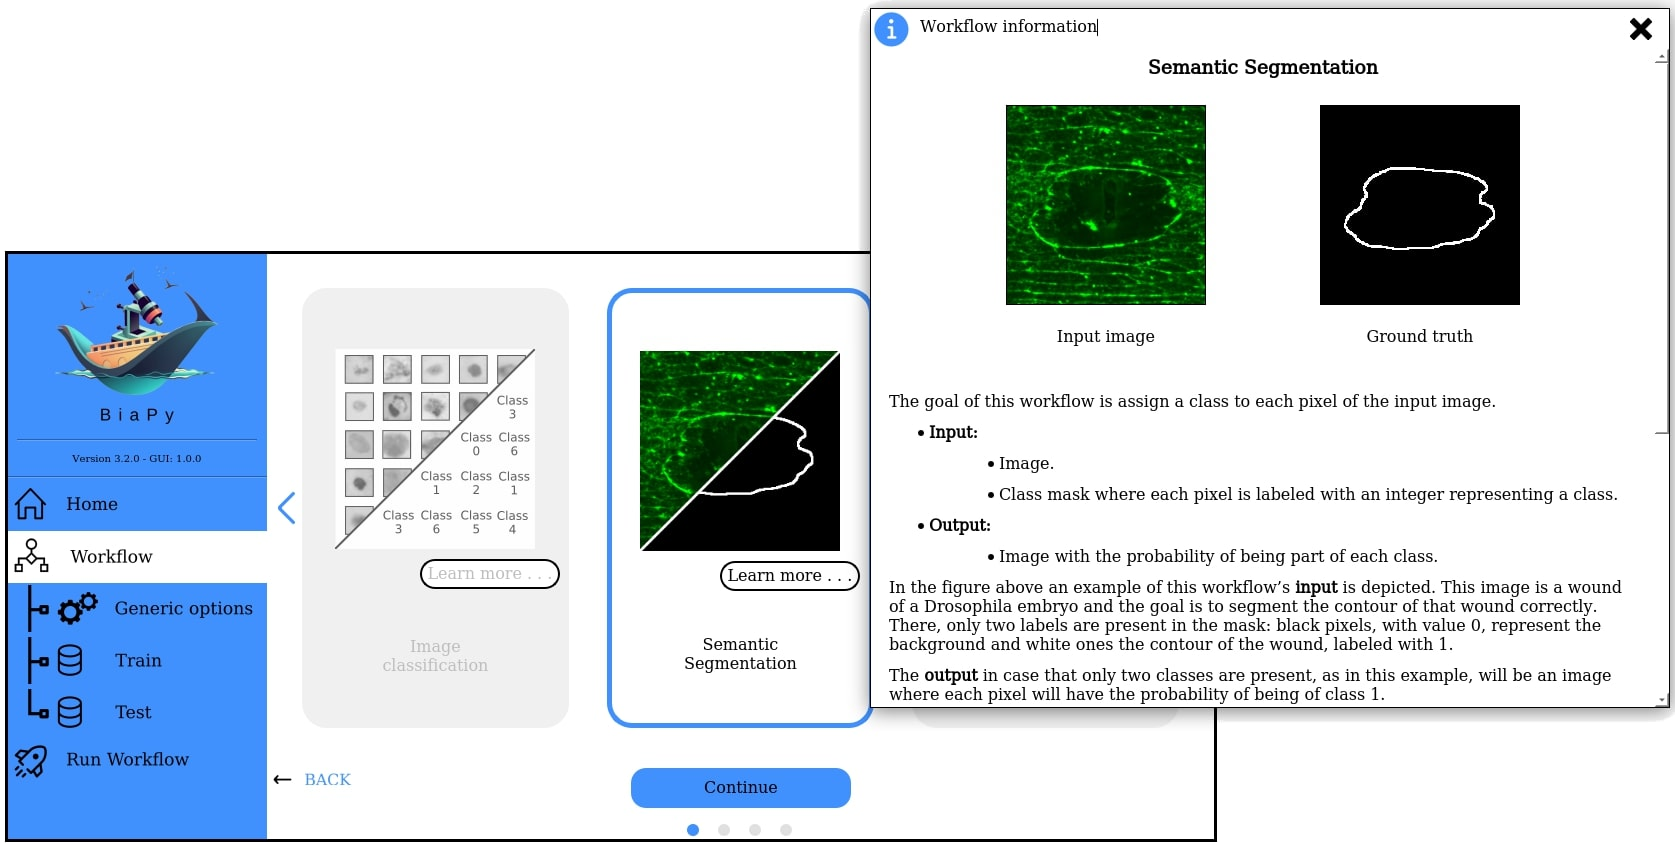 BiaPy
Version 3.2.0 - GUI: 1.0.0
Home
Workflow
Generic options
Train
Test
Run Workflow
Class
3
Class Class
0 6
Class Class Class
1 2 1
Class Class Class Class
3 6 5 4
Learn more . . .
Image
classification
Learn more . . .
Semantic
Segmentation
← BACK
Continue
Workflow information
Semantic Segmentation
Input image
Ground truth
The goal of this workflow is assign a class to each pixel of the input image.
• Input:
• Image.
• Class mask where each pixel is labeled with an integer representing a class.
• Output:
• Image with the probability of being part of each class.
In the figure above an example of this workflow’s input is depicted. This image is a wound
of a Drosophila embryo and the goal is to segment the contour of that wound correctly.
There, only two labels are present in the mask: black pixels, with value 0, represent the
background and white ones the contour of the wound, labeled with 1.
The output in case that only two classes are present, as in this example, will be an image
where each pixel will have the probability of being of class 1.